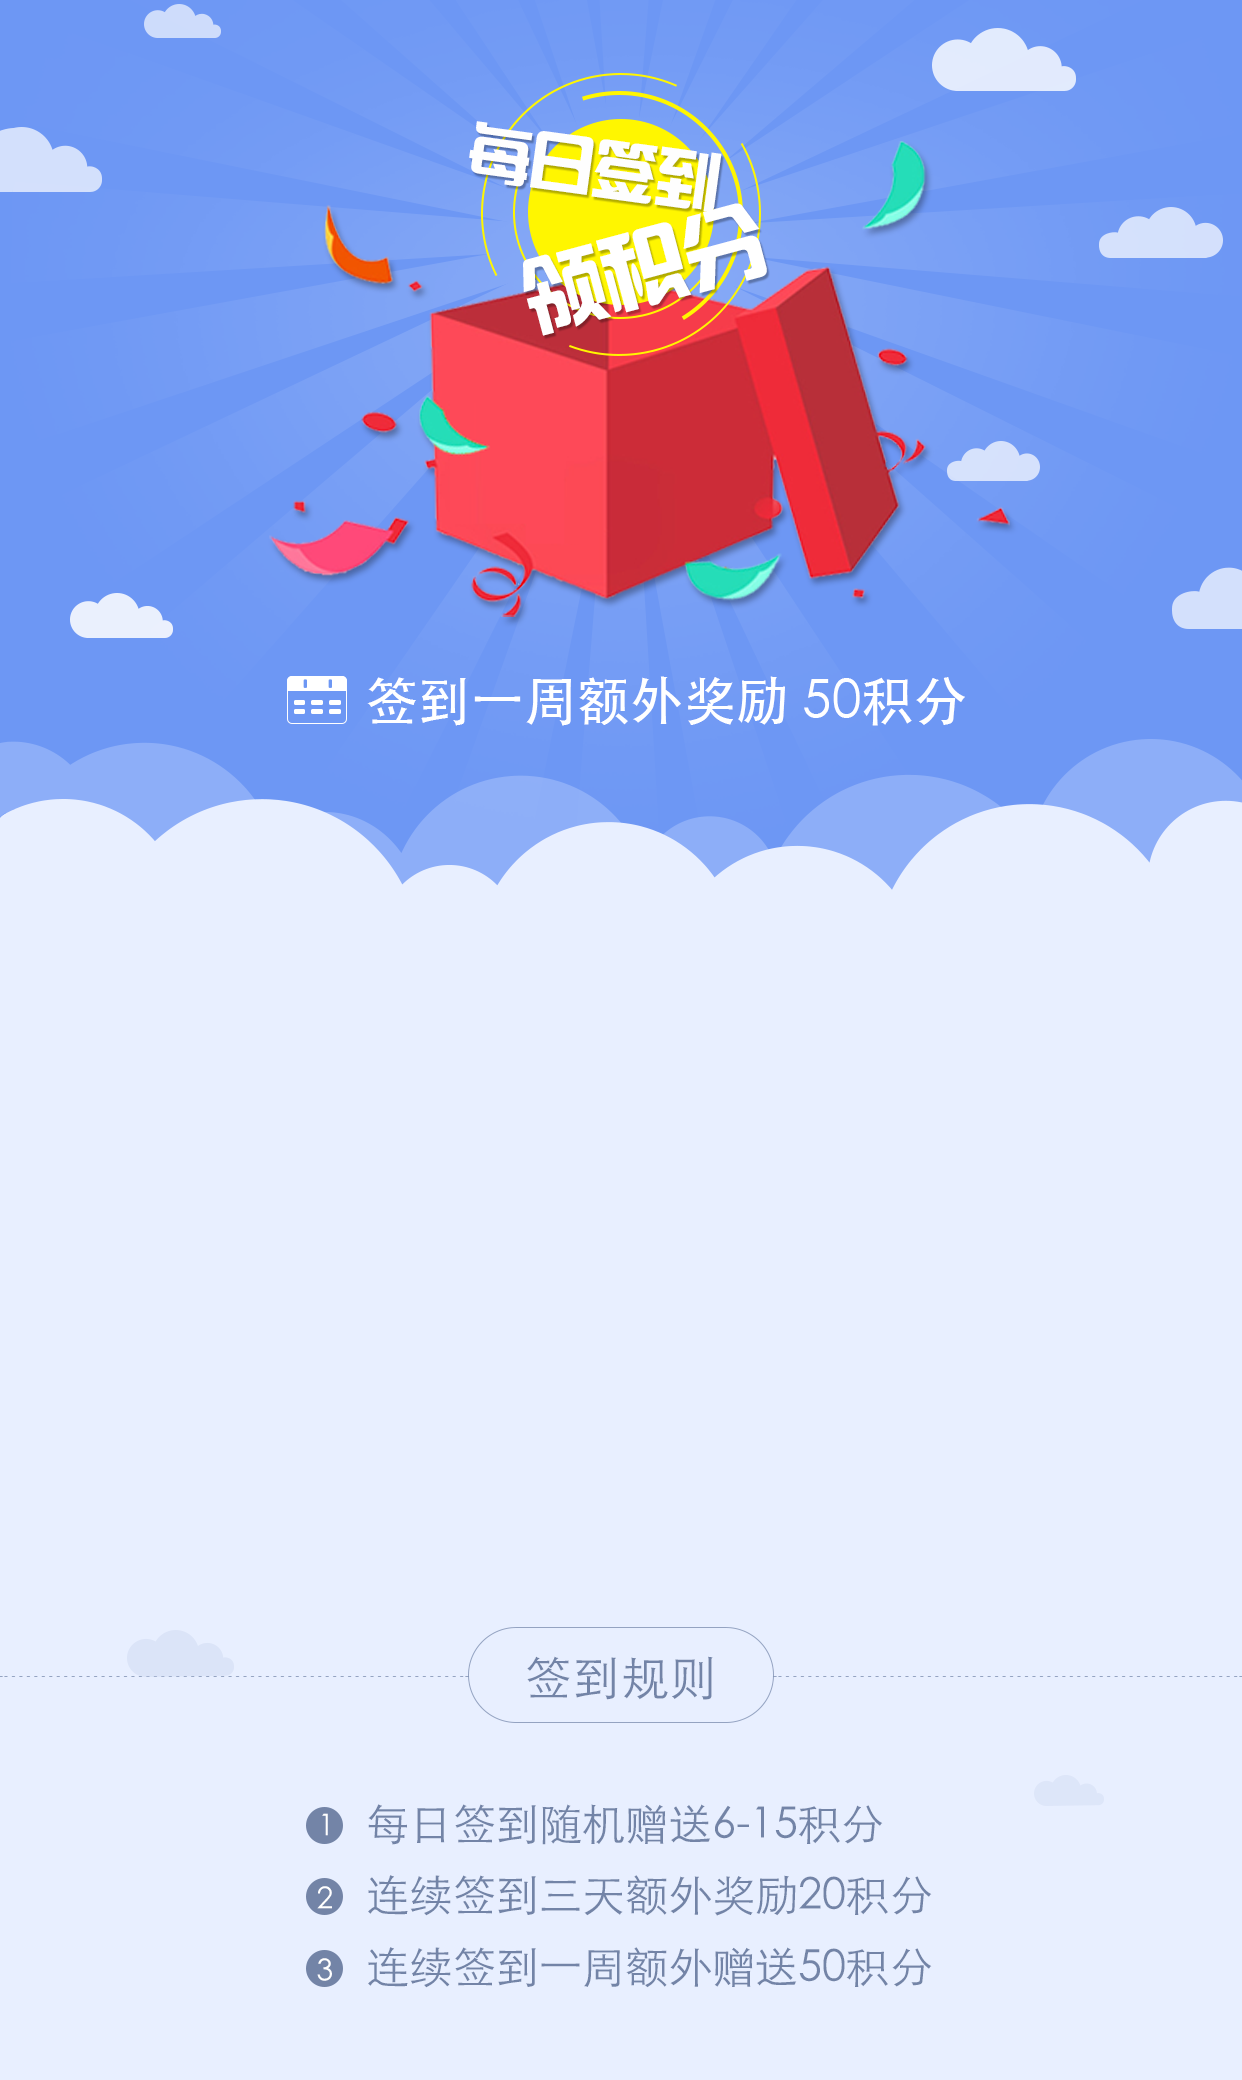 每日签到
领积分
签到一周额外奖励 50积分
签到规则
1 每日签到随机赠送6-15积分
2 连续签到三天额外奖励20积分
3 连续签到一周额外赠送50积分